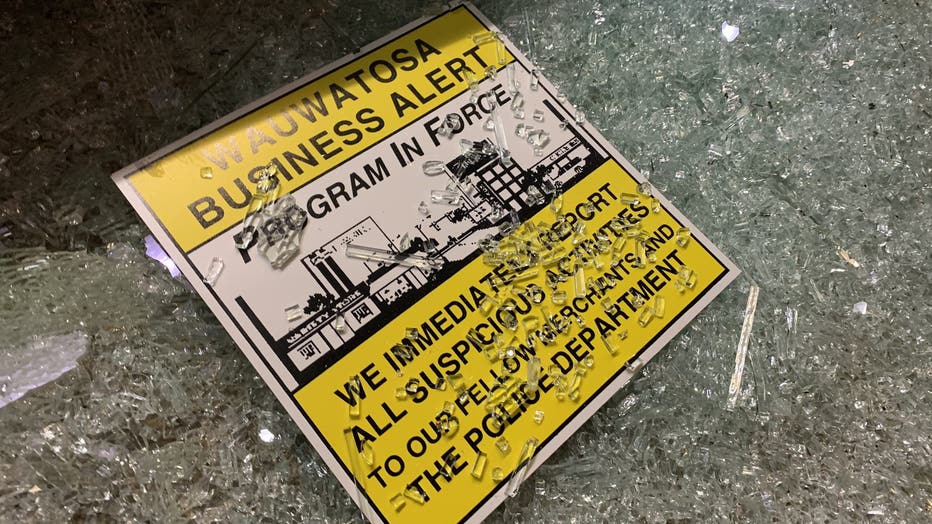 WAUWATOSA
BUSINESS ALERT
PROGRAM IN FORCE
WE IMMEDIATELY REPORT
ALL SUSPICIOUS ACTIVITIES
TO OUR FELLOW MERCHANTS AND
THE POLICE DEPARTMENT